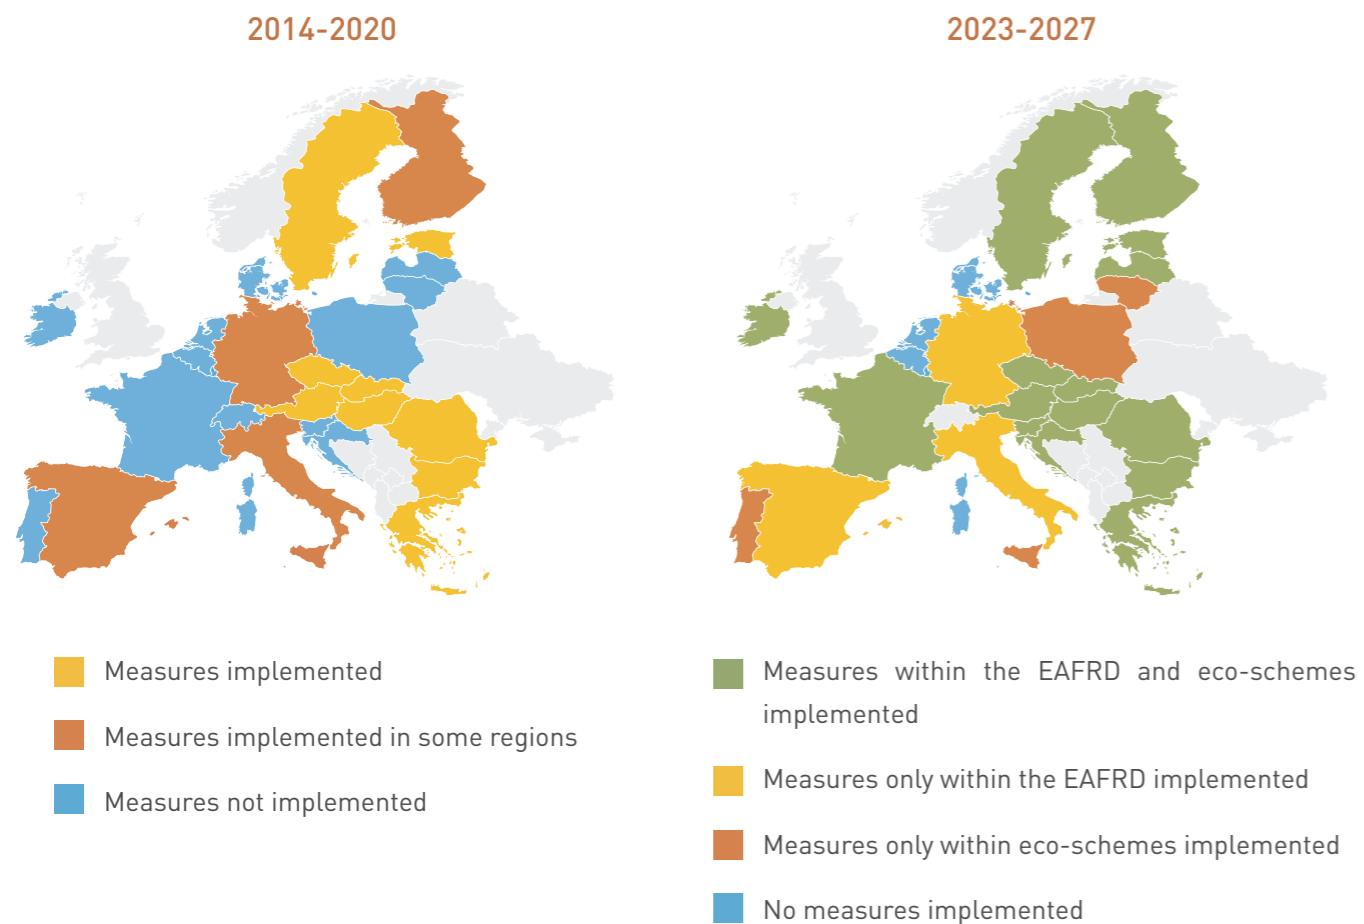 2014-2020
2023-2027
Measures implemented
Measures implemented in some regions
Measures not implemented
Measures within the EAFRD and eco-schemes
implemented
Measures only within the EAFRD implemented
Measures only within eco-schemes implemented
No measures implemented